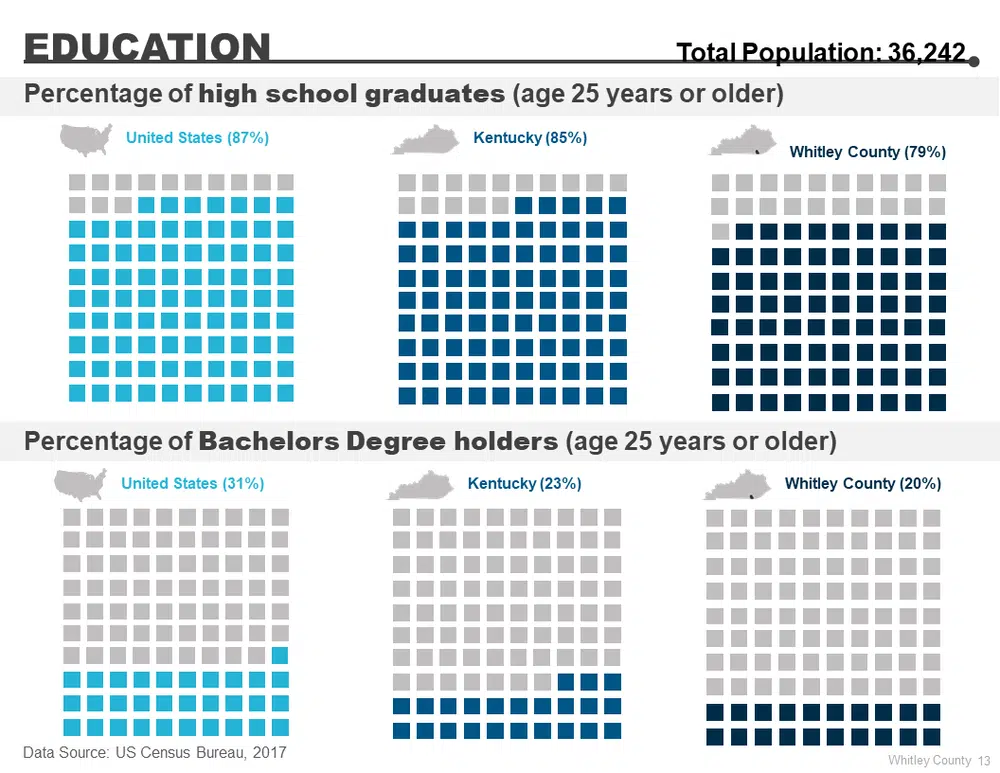 EDUCATION
Total Population: 36,242
Percentage of high school graduates (age 25 years or older)
United States (87%)
Kentucky (85%)
Whitley County (79%)
Percentage of Bachelors Degree holders (age 25 years or older)
United States (31%)
Kentucky (23%)
Whitley County (20%)
Data Source: US Census Bureau, 2017
Whitley County 13